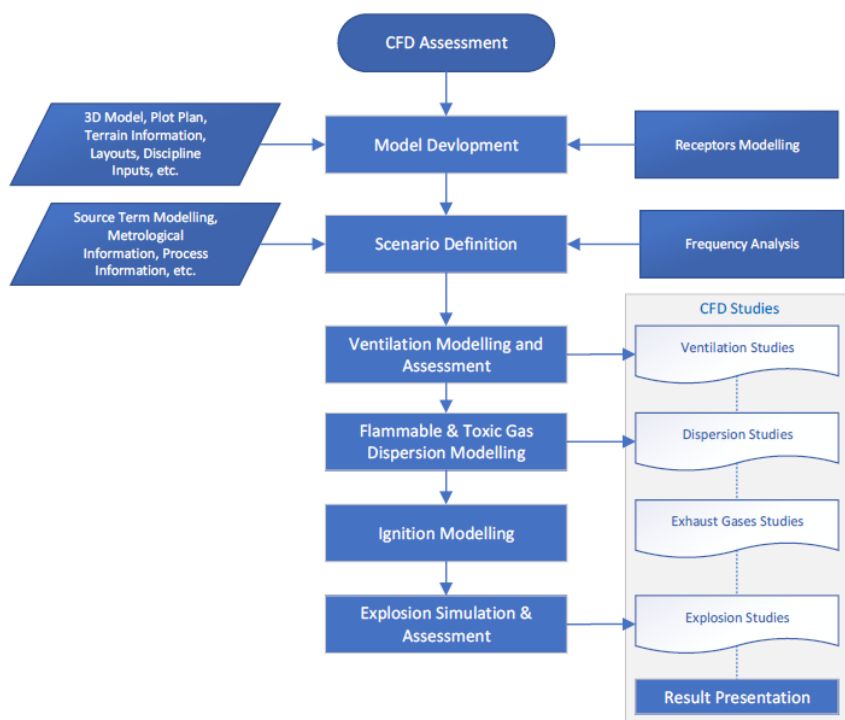 CFD Assessment
3D Model, Plot Plan,
Terrain Information,
Layouts, Discipline
Inputs, etc.
Model Devlopment
Receptors Modelling
Source Term Modelling,
Metrological
Information, Process
Information, etc.
Scenario Definition
Frequency Analysis
CFD Studies
Ventilation Modelling and
Assessment
Ventilation Studies
Flammable & Toxic Gas
Dispersion Modelling
Dispersion Studies
Ignition Modelling
Exhaust Gases Studies
Explosion Simulation &
Assessment
Explosion Studies
Result Presentation